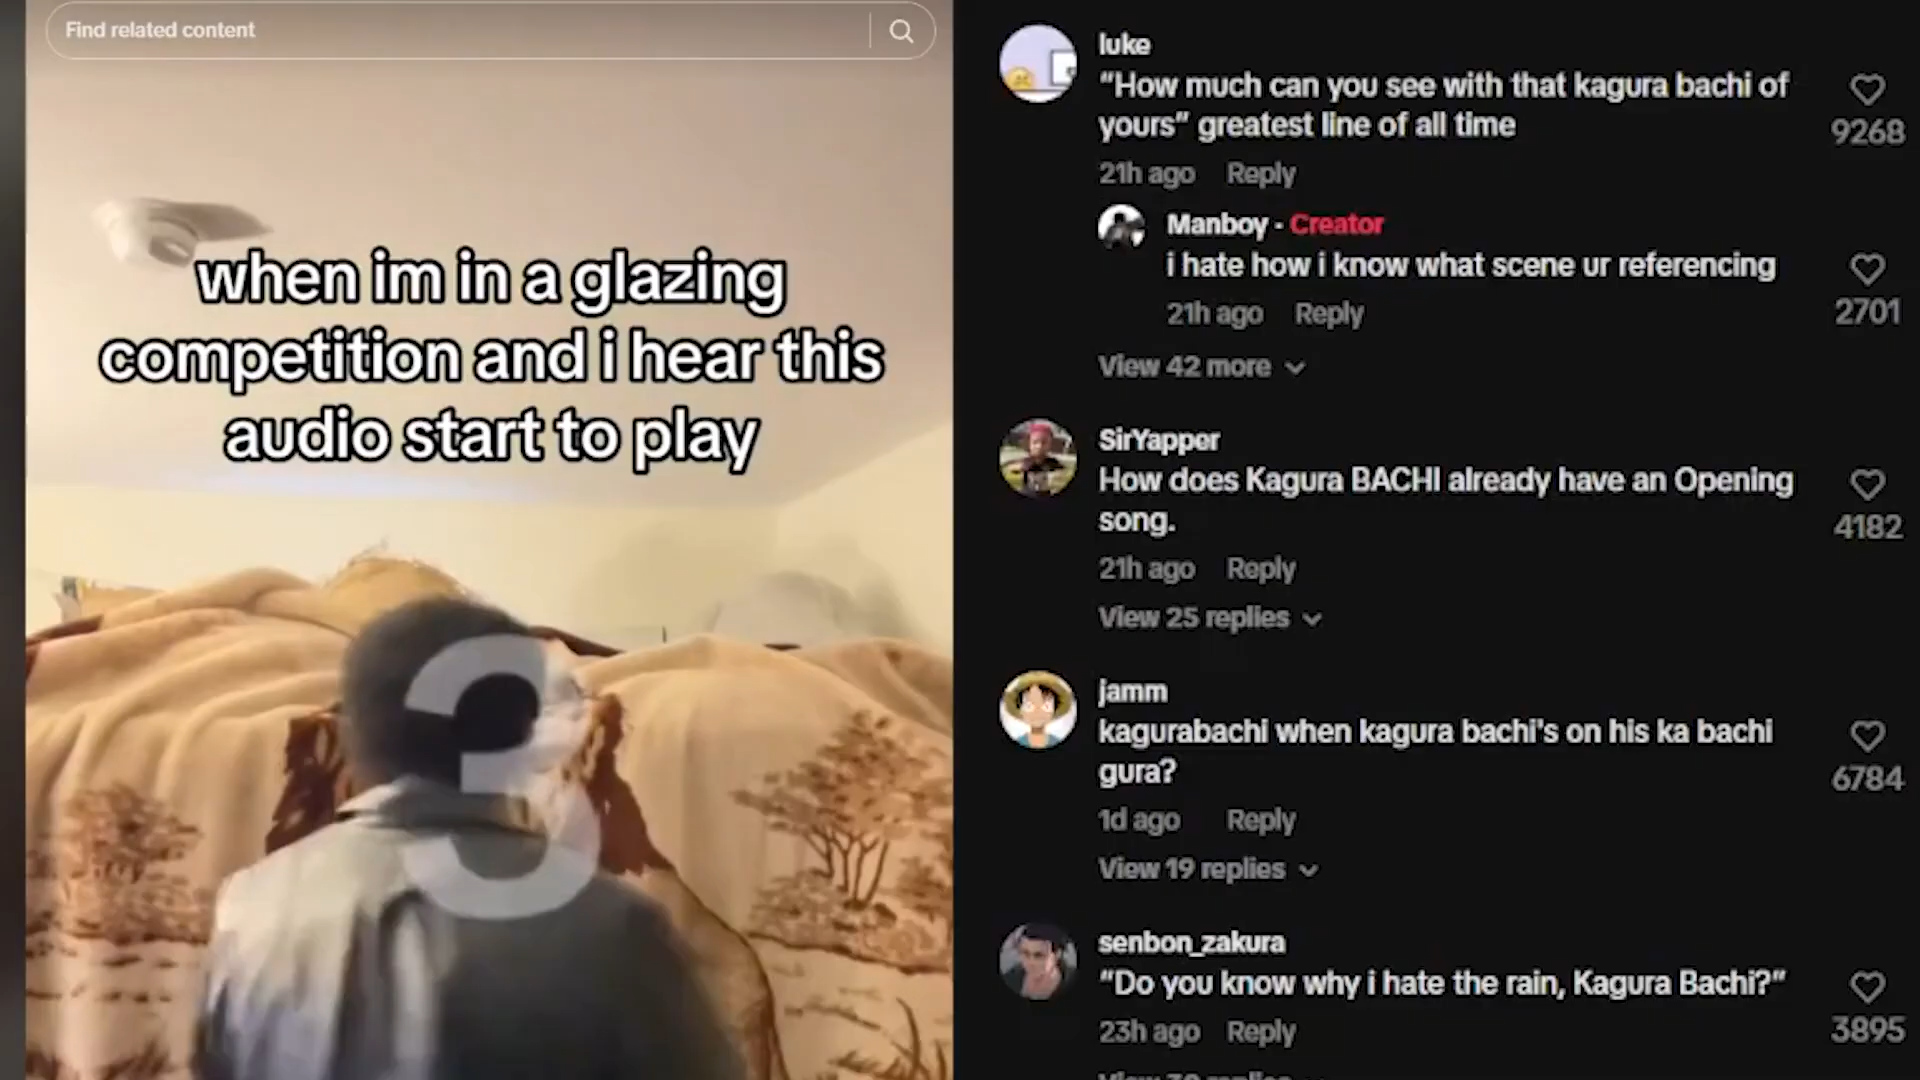 Find related content
when im in a glazing
competition and i hear this
audio start to play
3
luke
“How much can you see with that kagura bachi of
yours” greatest line of all time
9268
21h ago Reply
Manboy · Creator
i hate how i know what scene ur referencing
2701
21h ago Reply
View 42 more
SirYapper
How does Kagura BACHI already have an Opening
song.
4182
21h ago Reply
View 25 replies
jamm
kagurabachi when kagura bachi's on his ka bachi
gura?
6784
1d ago Reply
View 19 replies
senbon_zakura
“Do you know why i hate the rain, Kagura Bachi?”
3895
23h ago Reply